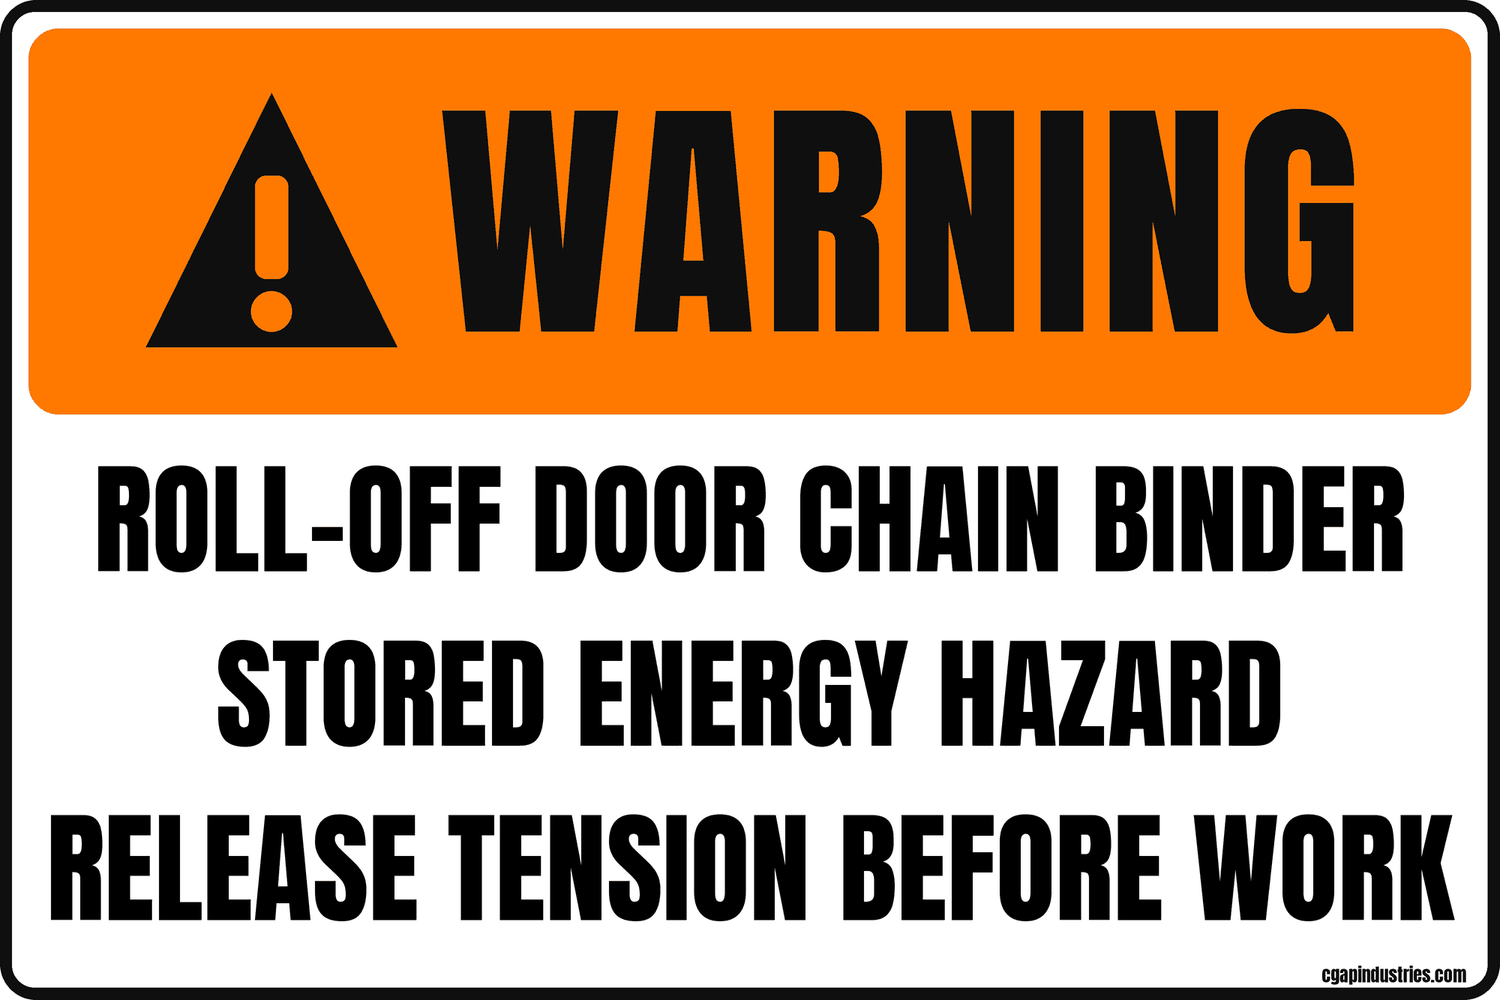 WARNING
ROLL-OFF DOOR CHAIN BINDER
STORED ENERGY HAZARD
RELEASE TENSION BEFORE WORK
cgapindustries.com